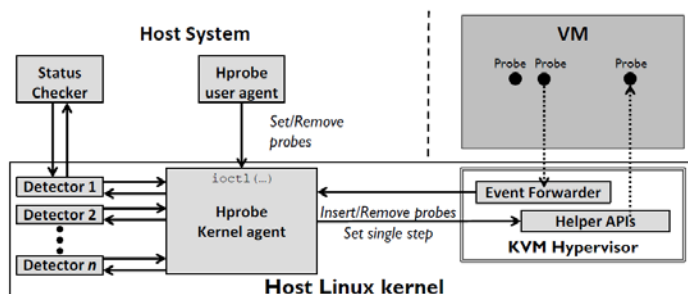 Host System
VM
Status
Checker
Hprobe
user agent
Probe Probe Probe
Set/Remove
probes
ioctl(…)
Detector 1
Detector 2
Detector n
Hprobe
Kernel agent
Event Forwarder
Insert/Remove probes
Set single step
Helper APIs
KVM Hypervisor
Host Linux kernel